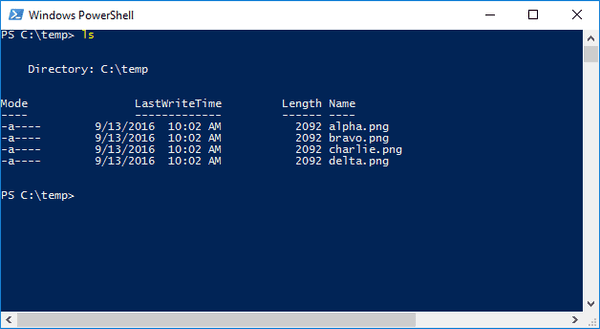 Windows PowerShell
PS C:\temp> ls
Directory: C:\temp
Mode                LastWriteTime         Length Name
----                -------------         ------ ----
-a----        9/13/2016  10:02 AM           2092 alpha.png
-a----        9/13/2016  10:02 AM           2092 bravo.png
-a----        9/13/2016  10:02 AM           2092 charlie.png
-a----        9/13/2016  10:02 AM           2092 delta.png
PS C:\temp>